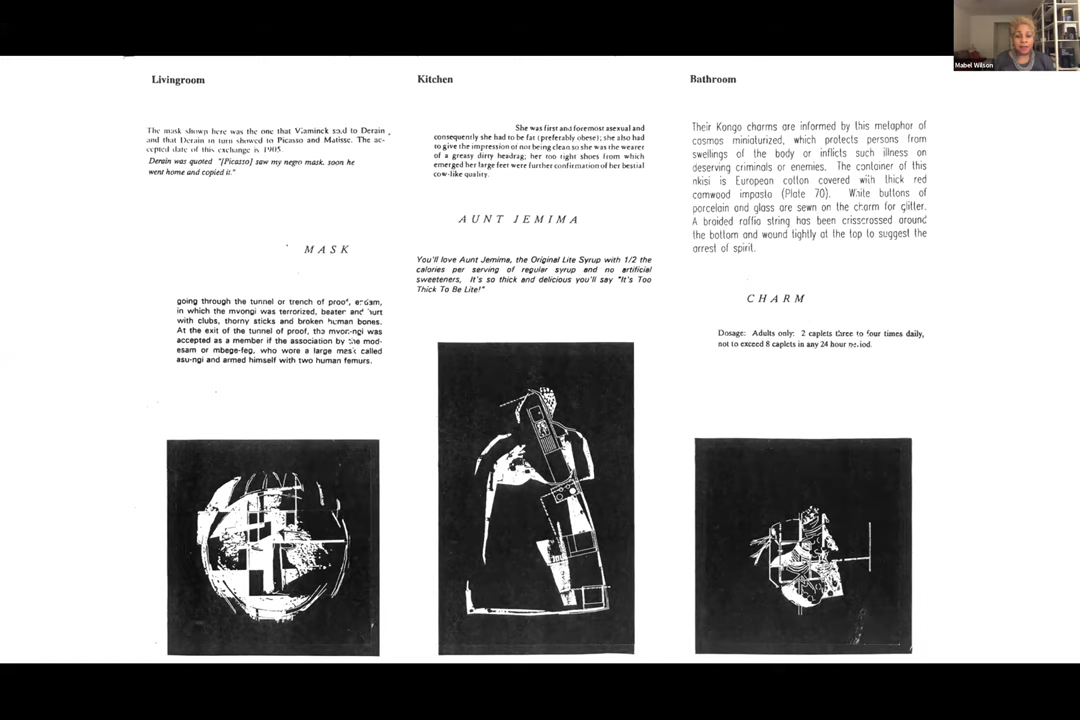 Mabel Wilson
Livingroom
The mask shown here was the one that Vlaminck sold to Derain,
and that Derain in turn showed to Picasso and Matisse. The ac-
cepted date of this exchange is 1905.
Derain was quoted "[Picasso] saw my negro mask. soon he
went home and copied it."
MASK
going through the tunnel or trench of proof, endam,
in which the mvongi was terrorized, beaten and hurt
with clubs, thorny sticks and broken human bones.
At the exit of the tunnel of proof, the mvon-ngi was
accepted as a member if the association by the mod-
esam or mbege-feg, who wore a large mask called
asu-ngi and armed himself with two human femurs.
Kitchen
She was first and foremost asexual and
consequently she had to be fat (preferably obese); she also had
to give the impression of not being clean so she was the wearer
of a greasy dirty headrag; her too tight shoes from which
emerged her large feet were further confirmation of her bestial
cow-like quality.
AUNT JEMIMA
You'll love Aunt Jemima, the Original Lite Syrup with 1/2 the
calories per serving of regular syrup and no artificial
sweeteners, It's so thick and delicious you'll say "It's Too
Thick To Be Lite!"
Bathroom
Their Kongo charms are informed by this metaphor of
cosmos miniaturized, which protects persons from
swellings of the body or inflicts such illness on
deserving criminals or enemies. The container of this
nkisi is European cotton covered with thick red
camwood impasto (Plate 70). White buttons of
porcelain and glass are sewn on the charm for glitter.
A braided raffia string has been crisscrossed around
the bottom and wound tightly at the top to suggest the
arrest of spirit.
CHARM
Dosage: Adults only: 2 caplets three to four times daily,
not to exceed 8 caplets in any 24 hour period.